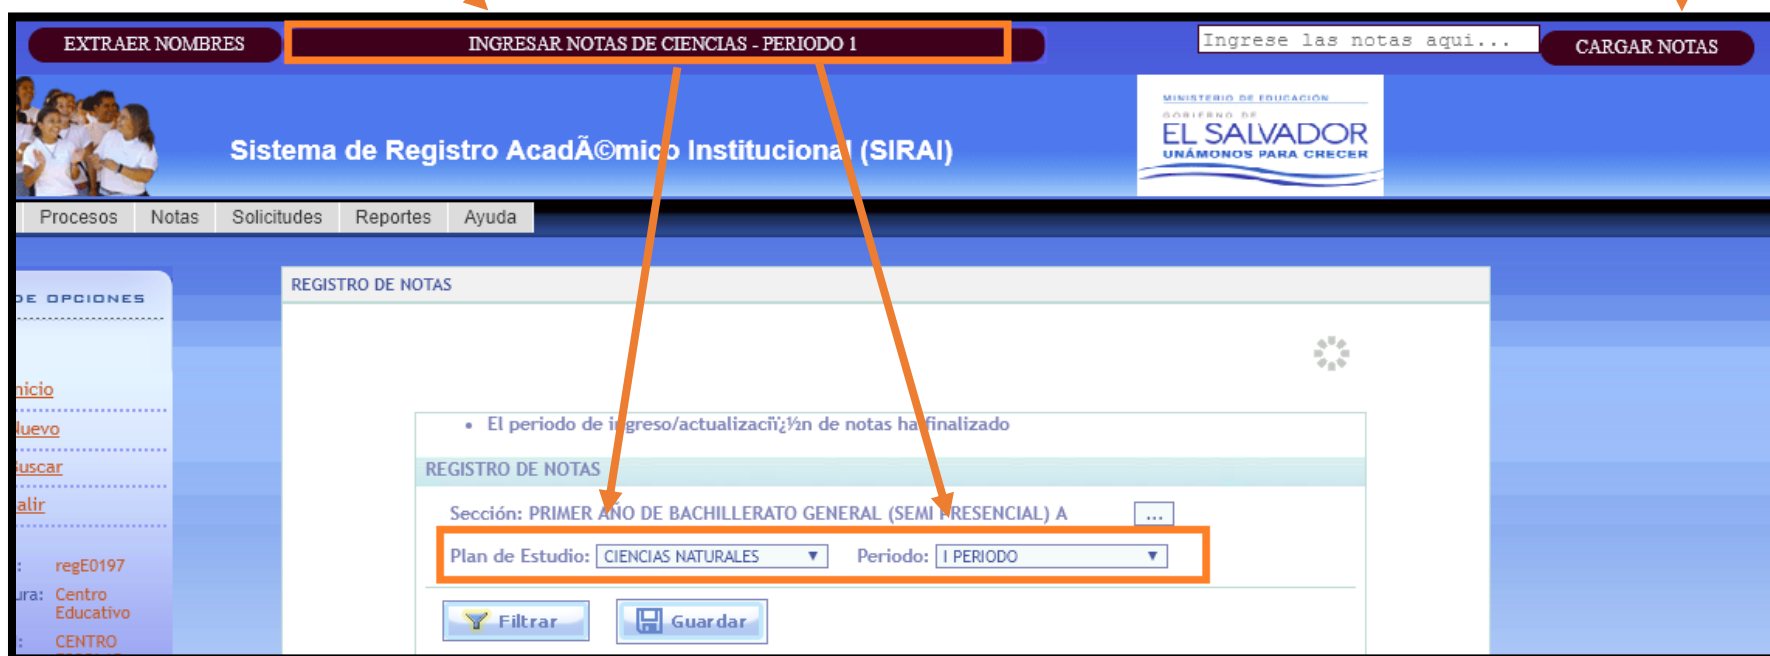 EXTRAER NOMBRES
INGRESAR NOTAS DE CIENCIAS - PERIODO 1
Ingrese las notas aqui...
CARGAR NOTAS
Sistema de Registro AcadÃ©mico Institucional (SIRAI)
MINISTERIO DE EDUCACIÓN
GOBIERNO DE
EL SALVADOR
UNÁMONOS PARA CRECER
Procesos Notas Solicitudes Reportes Ayuda
DE OPCIONES
nicio
Nuevo
Buscar
alir
: regE0197
ura: Centro
Educativo
: CENTRO
REGISTRO DE NOTAS
• El periodo de ingreso/actualizaciï¿½n de notas ha finalizado
REGISTRO DE NOTAS
Sección: PRIMER AÑO DE BACHILLERATO GENERAL (SEMI PRESENCIAL) A ...
Plan de Estudio: CIENCIAS NATURALES Periodo: I PERIODO
Filtrar Guardar